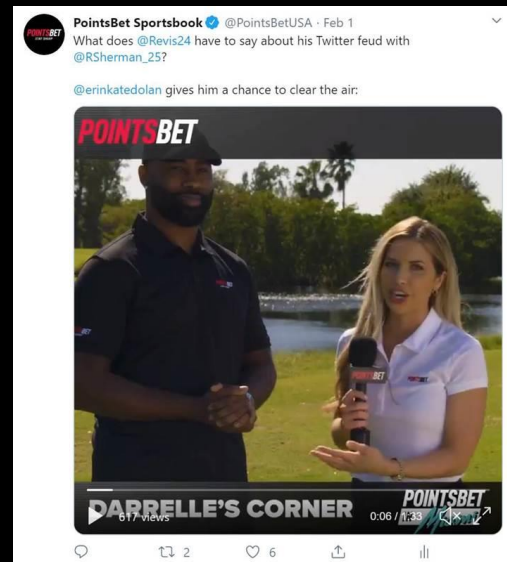 PointsBet Sportsbook @PointsBetUSA · Feb 1
What does @Revis24 have to say about his Twitter feud with
@RSherman_25?
@erinkatedolan gives him a chance to clear the air:
POINTSBET
POINTSBET
DARRELLE'S CORNER
617 views
POINTSBET
0:06 / 1:33
2
6